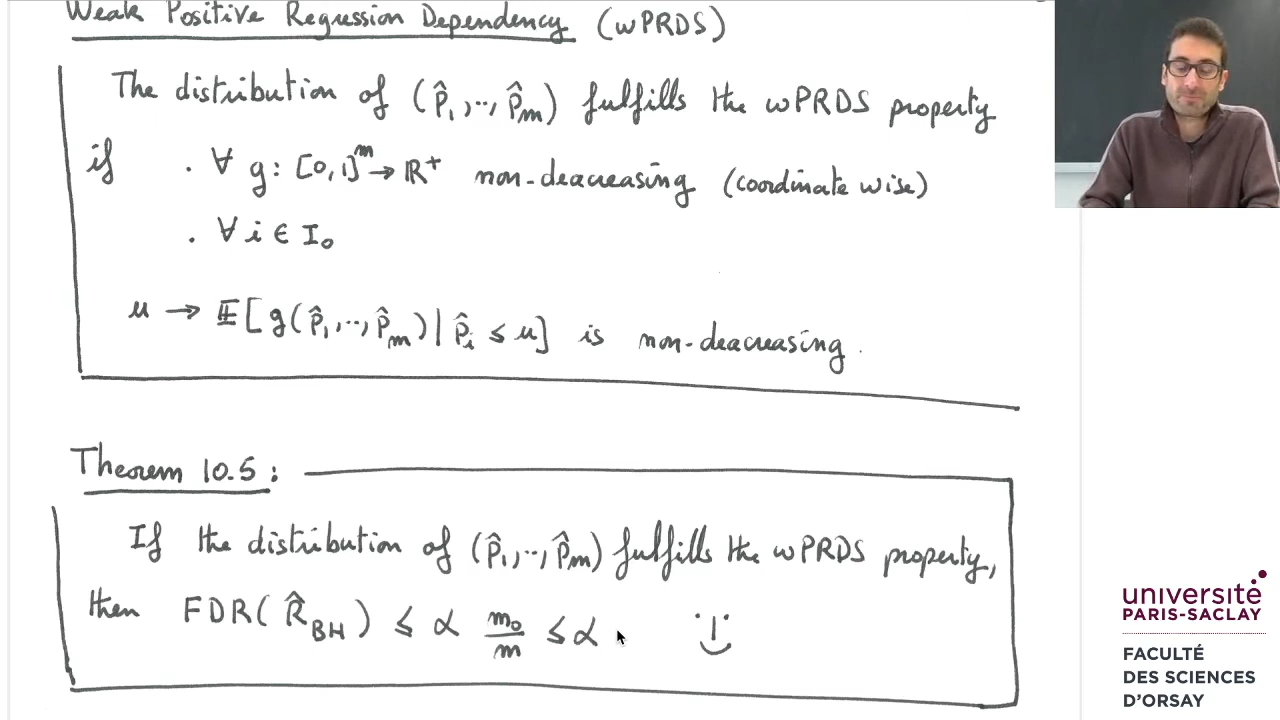 Weak Positive Regression Dependency (wPRDS)
The distribution of (p̂₁,..,p̂ₘ) fulfills the wPRDS property
if . ∀ g: [0,1]ᵐ → ℝ⁺ non-deacreasing (coordinate wise)
. ∀ i ∈ I₀
u → 𝔼[g(p̂₁,..,p̂ₘ) | p̂ᵢ ≤ u] is non-deacreasing.
Theorem 10.5:
If the distribution of (p̂₁,..,p̂ₘ) fulfills the wPRDS property,
then FDR(R̂_BH) ≤ α m₀/m ≤ α
université
PARIS-SACLAY
FACULTÉ
DES SCIENCES
D'ORSAY